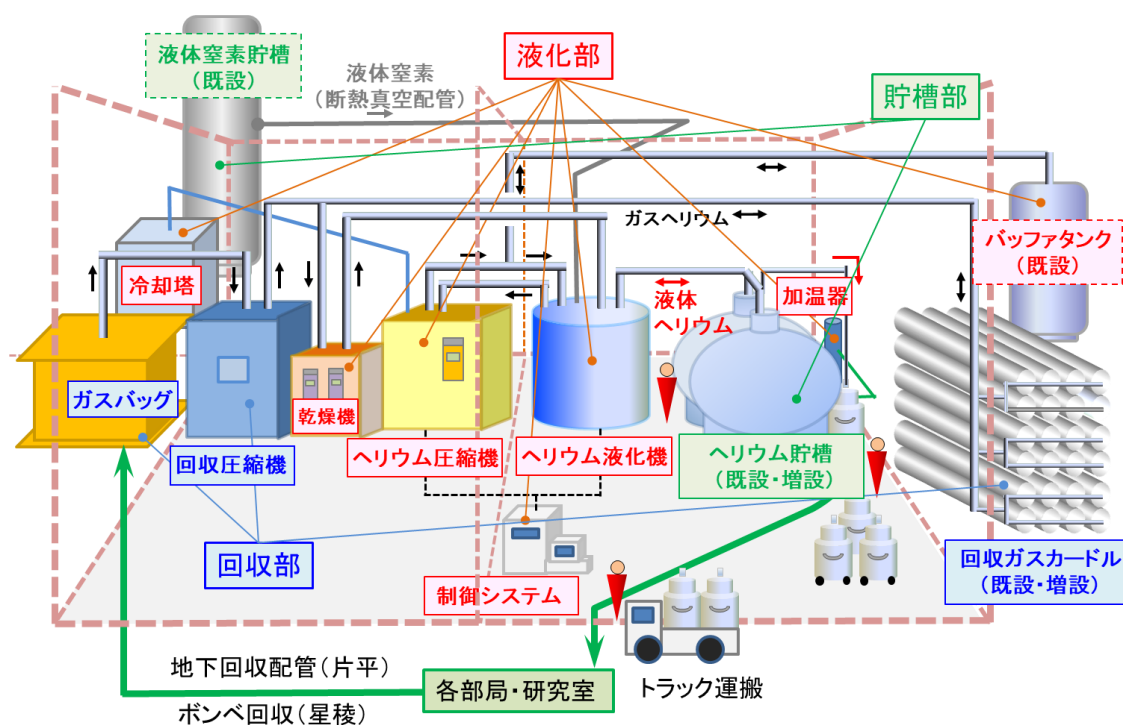 液体窒素貯槽
(既設)
液体窒素
(断熱真空配管)
液化部
貯槽部
ガスヘリウム
バッファタンク
(既設)
冷却塔
液体
ヘリウム
加温器
ガスバッグ
乾燥機
回収圧縮機
ヘリウム圧縮機
ヘリウム液化機
ヘリウム貯槽
(既設・増設)
回収部
制御システム
回収ガスカードル
(既設・増設)
地下回収配管(片平)
ボンベ回収(星稜)
各部局・研究室
トラック運搬